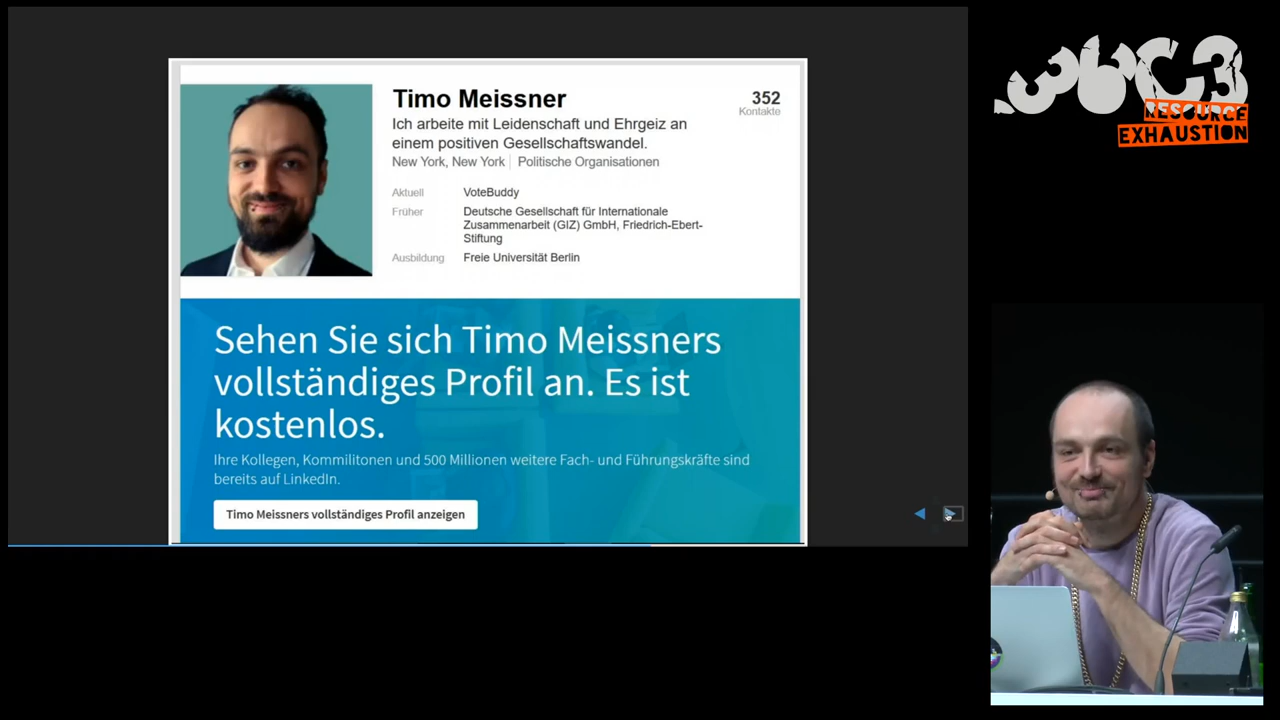 Timo Meissner
352
Kontakte
Ich arbeite mit Leidenschaft und Ehrgeiz an
einem positiven Gesellschaftswandel.
New York, New York | Politische Organisationen
Aktuell VoteBuddy
Früher Deutsche Gesellschaft für Internationale
Zusammenarbeit (GIZ) GmbH, Friedrich-Ebert-
Stiftung
Ausbildung Freie Universität Berlin
Sehen Sie sich Timo Meissners
vollständiges Profil an. Es ist
kostenlos.
Ihre Kollegen, Kommilitonen und 500 Millionen weitere Fach- und Führungskräfte sind
bereits auf LinkedIn.
Timo Meissners vollständiges Profil anzeigen
36C3
RESOURCE
EXHAUSTION